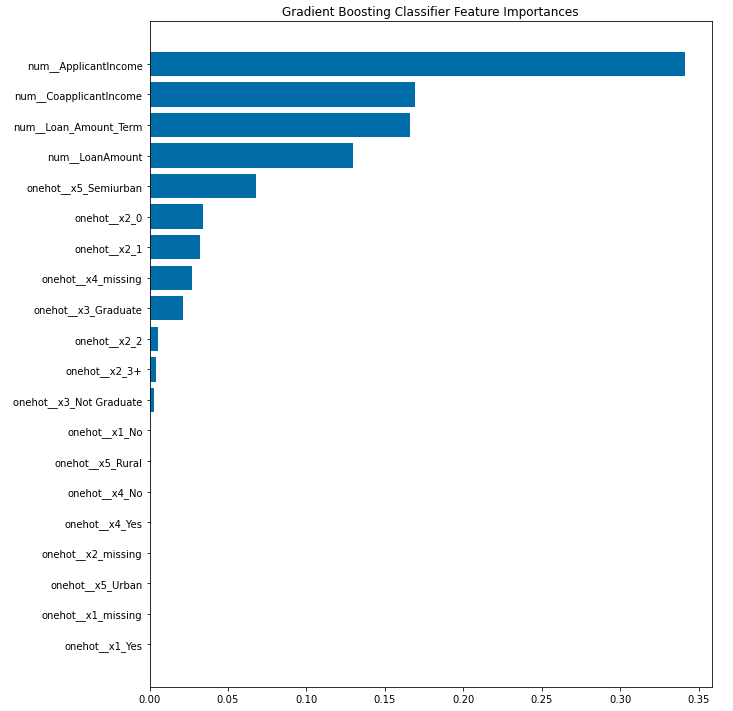 Gradient Boosting Classifier Feature Importances
num__ApplicantIncome
num__CoapplicantIncome
num__Loan_Amount_Term
num__LoanAmount
onehot__x5_Semiurban
onehot__x2_0
onehot__x2_1
onehot__x4_missing
onehot__x3_Graduate
onehot__x2_2
onehot__x2_3+
onehot__x3_Not Graduate
onehot__x1_No
onehot__x5_Rural
onehot__x4_No
onehot__x4_Yes
onehot__x2_missing
onehot__x5_Urban
onehot__x1_missing
onehot__x1_Yes
0.00 0.05 0.10 0.15 0.20 0.25 0.30 0.35